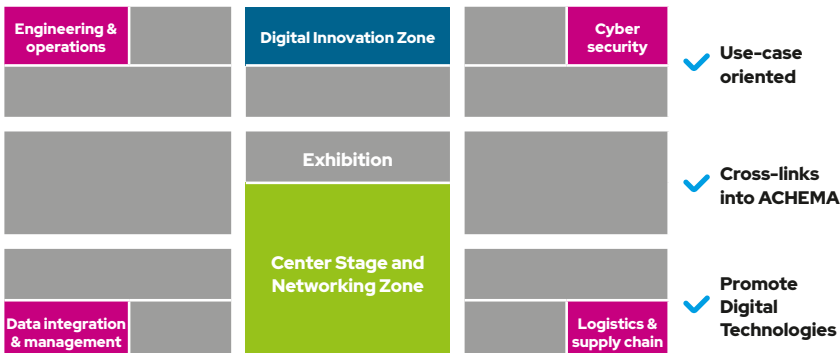 Engineering &
operations
Digital Innovation Zone
Cyber
security
Use-case
oriented
Exhibition
Cross-links
into ACHEMA
Center Stage and
Networking Zone
Promote
Digital
Technologies
Data integration
& management
Logistics &
supply chain